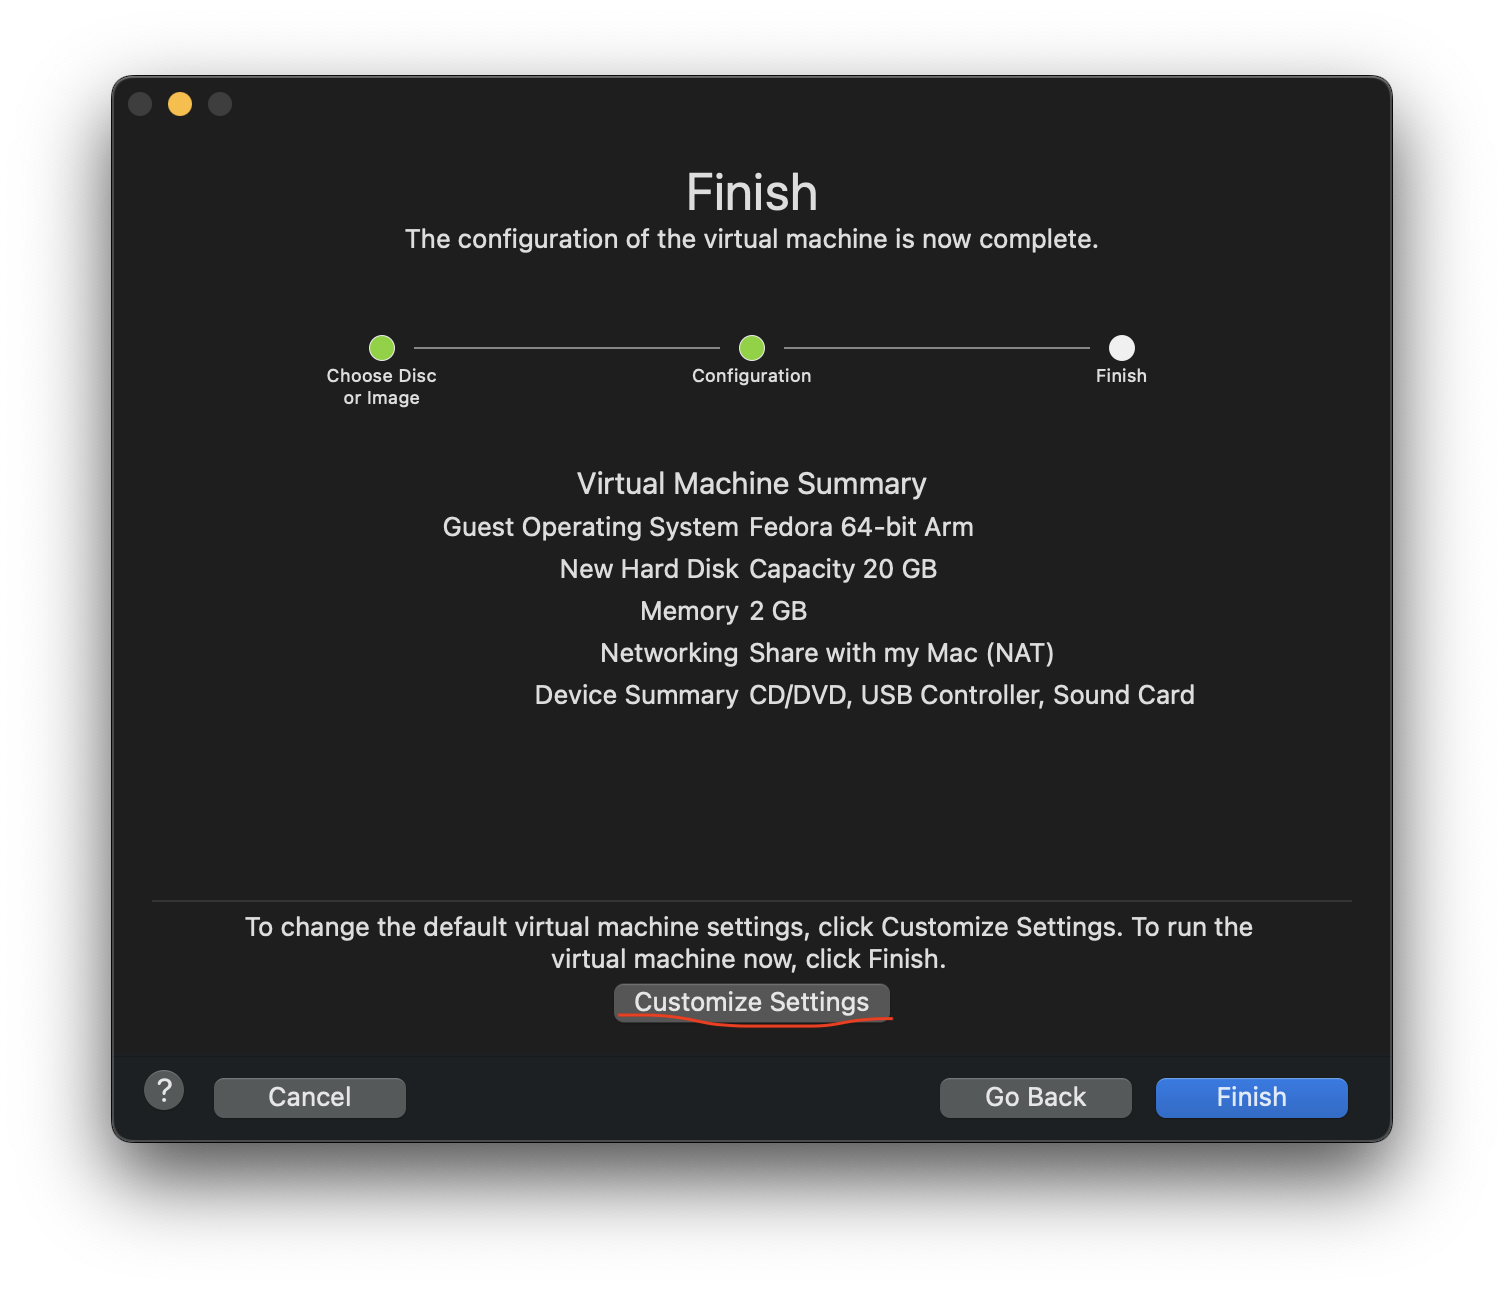 Finish
The configuration of the virtual machine is now complete.
Choose Disc
or Image
Configuration
Finish
Virtual Machine Summary
Guest Operating System Fedora 64-bit Arm
New Hard Disk Capacity 20 GB
Memory 2 GB
Networking Share with my Mac (NAT)
Device Summary CD/DVD, USB Controller, Sound Card
To change the default virtual machine settings, click Customize Settings. To run the
virtual machine now, click Finish.
Customize Settings
? Cancel Go Back Finish